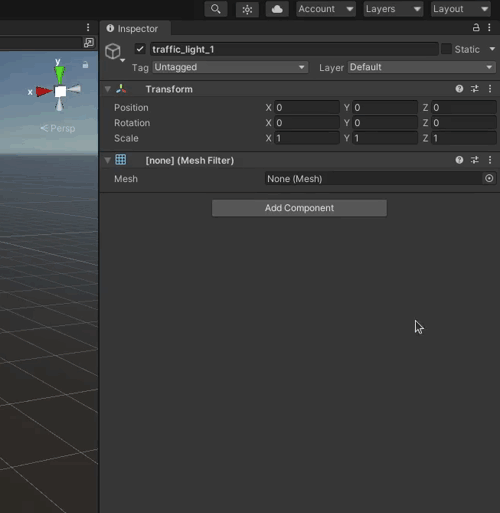 Account Layers Layout
Inspector
traffic_light_1 Static
Tag Untagged Layer Default
Transform
Position X 0 Y 0 Z 0
Rotation X 0 Y 0 Z 0
Scale X 1 Y 1 Z 1
[none] (Mesh Filter)
Mesh None (Mesh)
Add Component
y
x
Persp